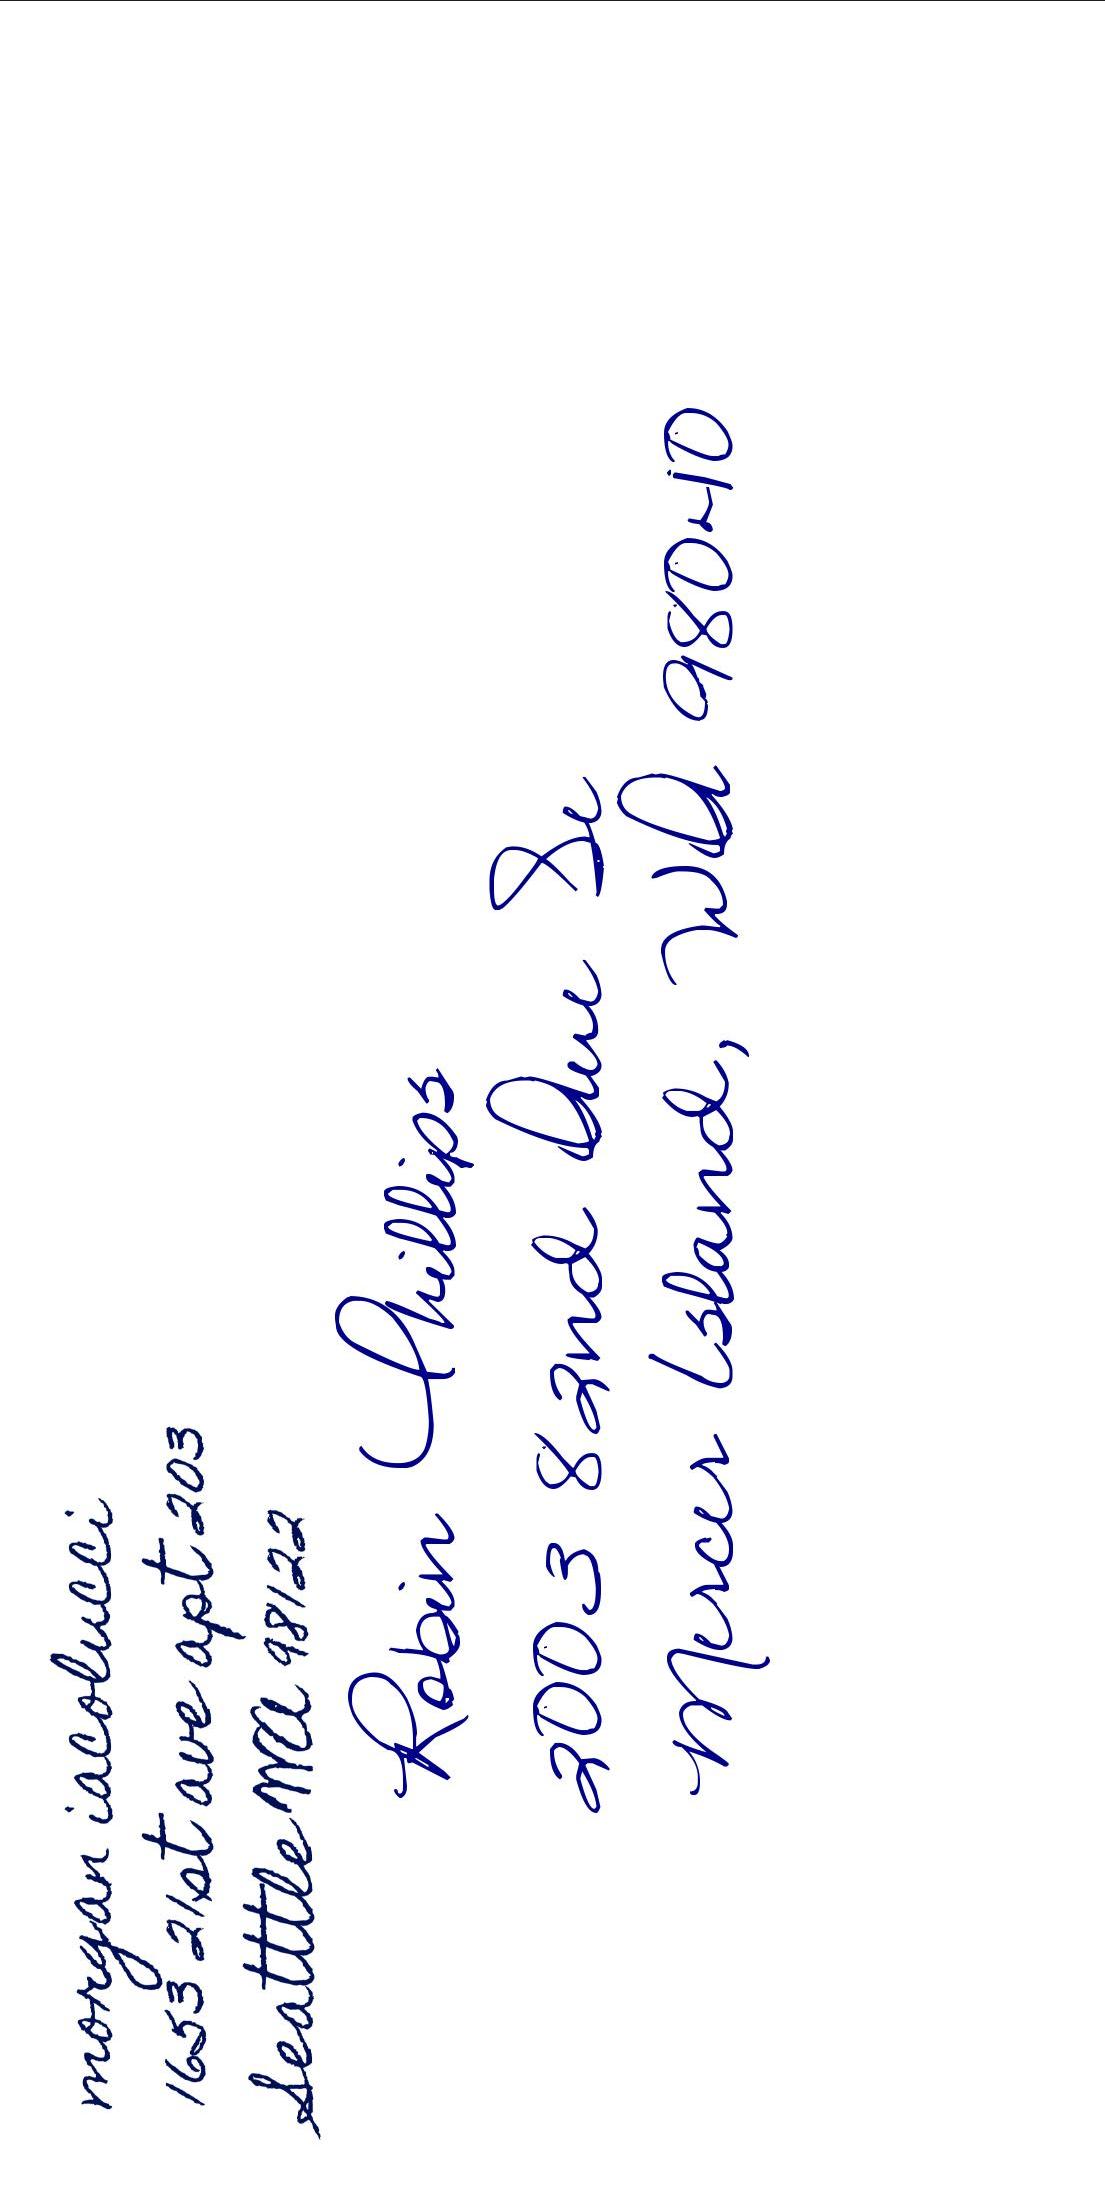 morgan iacolucci
1653 21st ave apt 203
Seatttle WA 98122
Robin Phillips
2003 82nd Ave Se
Mercer Island, WA 98040